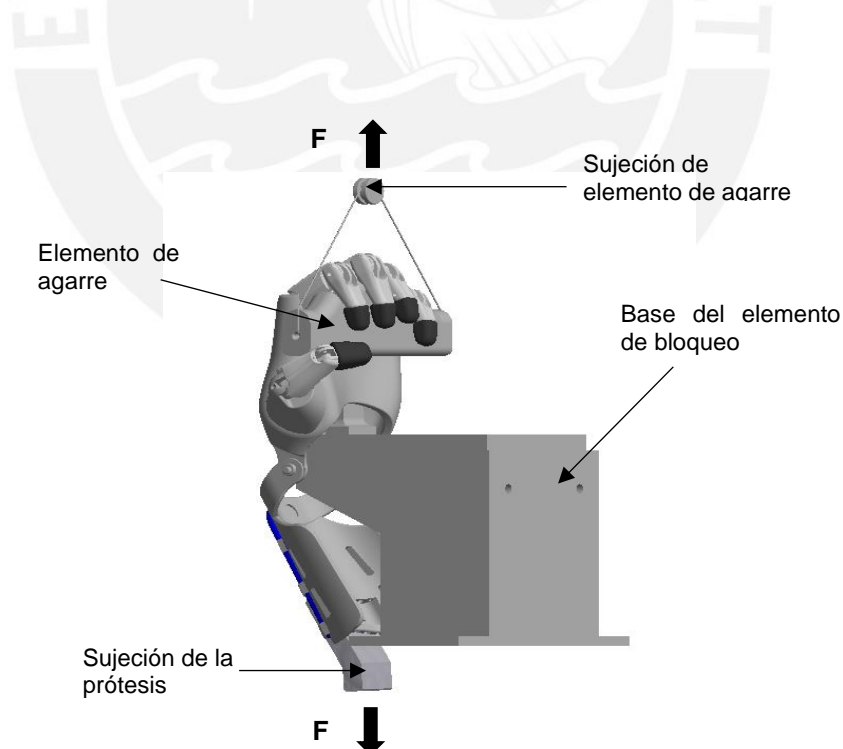 F
Sujeción de
elemento de agarre
Elemento de
agarre
Base del elemento
de bloqueo
Sujeción de la
prótesis
F